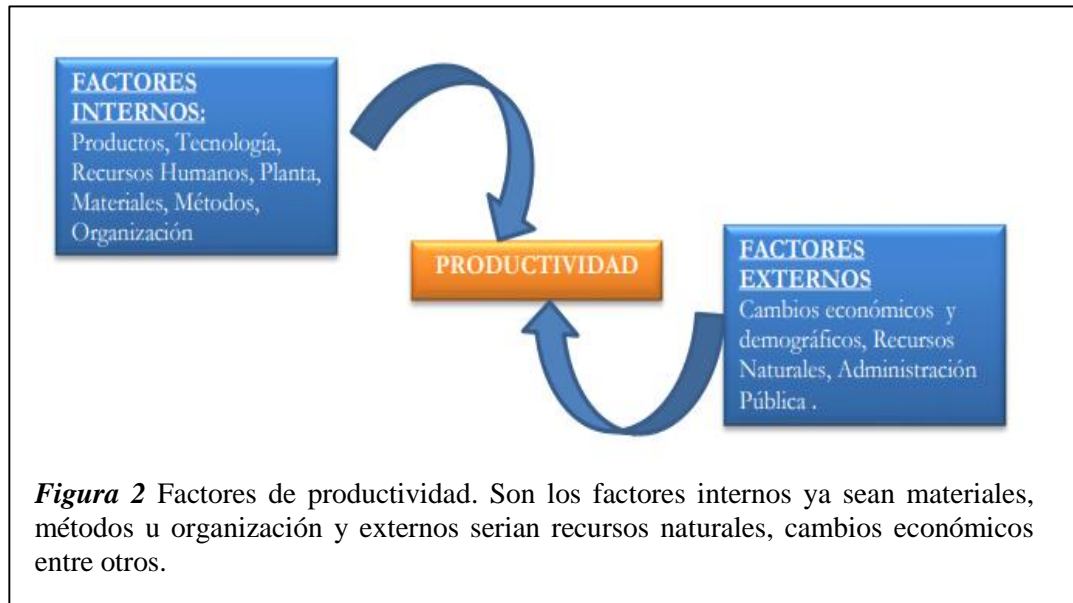 FACTORES
INTERNOS:
Productos, Tecnología,
Recursos Humanos, Planta,
Materiales, Métodos,
Organización
PRODUCTIVIDAD
FACTORES
EXTERNOS
Cambios económicos y
demográficos, Recursos
Naturales, Administración
Pública .
Figura 2 Factores de productividad. Son los factores internos ya sean materiales,
métodos u organización y externos serian recursos naturales, cambios económicos
entre otros.